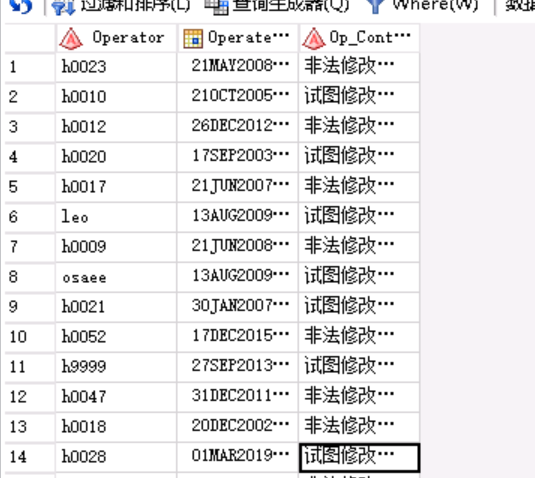 过滤和排序(L) 查询生成器(Q) Where(W) 数据
Operator Operate… Op_Cont…
1 h0023 21MAY2008… 非法修改…
2 h0010 21OCT2005… 试图修改…
3 h0012 26DEC2012… 非法修改…
4 h0020 17SEP2003… 试图修改…
5 h0017 21JUN2007… 非法修改…
6 leo 13AUG2009… 试图修改…
7 h0009 21JUN2008… 非法修改…
8 osaee 13AUG2009… 试图修改…
9 h0021 30JAN2007… 试图修改…
10 h0052 17DEC2015… 非法修改…
11 h9999 27SEP2013… 试图修改…
12 h0047 31DEC2011… 非法修改…
13 h0018 20DEC2002… 非法修改…
14 h0028 01MAR2019… 试图修改…